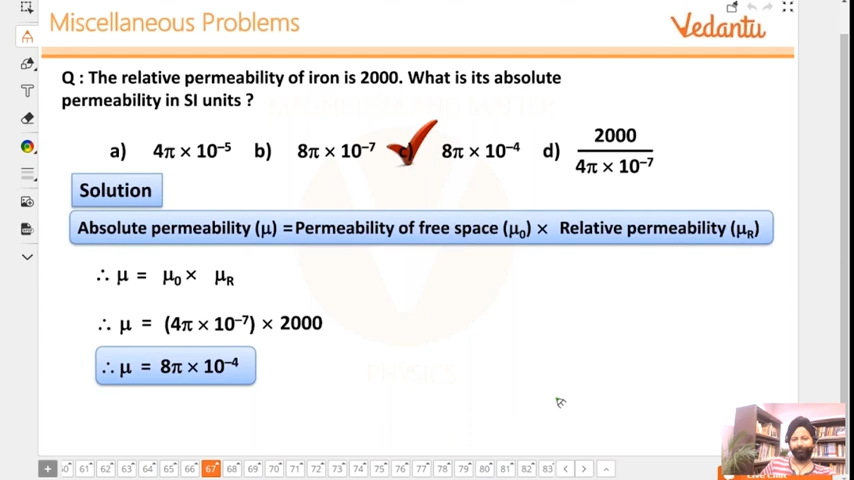 Miscellaneous Problems
Vedantu
Q : The relative permeability of iron is 2000. What is its absolute
permeability in SI units ?
a) 4π × 10⁻⁵ b) 8π × 10⁻⁷ c) 8π × 10⁻⁴ d) 2000 / 4π × 10⁻⁷
Solution
Absolute permeability (μ) = Permeability of free space (μ₀) × Relative permeability (μ_R)
∴ μ = μ₀ × μ_R
∴ μ = (4π × 10⁻⁷) × 2000
∴ μ = 8π × 10⁻⁴
PHYSICS
61 62 63 64 65 66 67 68 69 70 71 72 73 74 75 76 77 78 79 80 81 82 83